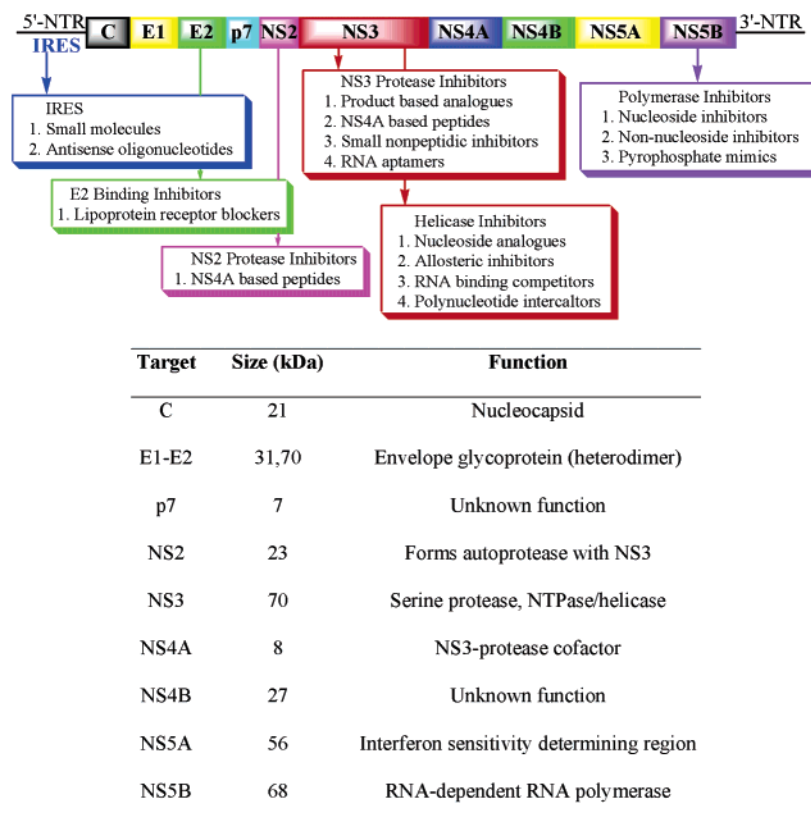 5'-NTR C E1 E2 p7 NS2 NS3 NS4A NS4B NS5A NS5B 3'-NTR
IRES
IRES
1. Small molecules
2. Antisense oligonucleotides
E2 Binding Inhibitors
1. Lipoprotein receptor blockers
NS2 Protease Inhibitors
1. NS4A based peptides
NS3 Protease Inhibitors
1. Product based analogues
2. NS4A based peptides
3. Small nonpeptidic inhibitors
4. RNA aptamers
Helicase Inhibitors
1. Nucleoside analogues
2. Allosteric inhibitors
3. RNA binding competitors
4. Polynucleotide intercaltors
Polymerase Inhibitors
1. Nucleoside inhibitors
2. Non-nucleoside inhibitors
3. Pyrophosphate mimics
Target Size (kDa) Function
C 21 Nucleocapsid
E1-E2 31,70 Envelope glycoprotein (heterodimer)
p7 7 Unknown function
NS2 23 Forms autoprotease with NS3
NS3 70 Serine protease, NTPase/helicase
NS4A 8 NS3-protease cofactor
NS4B 27 Unknown function
NS5A 56 Interferon sensitivity determining region
NS5B 68 RNA-dependent RNA polymerase